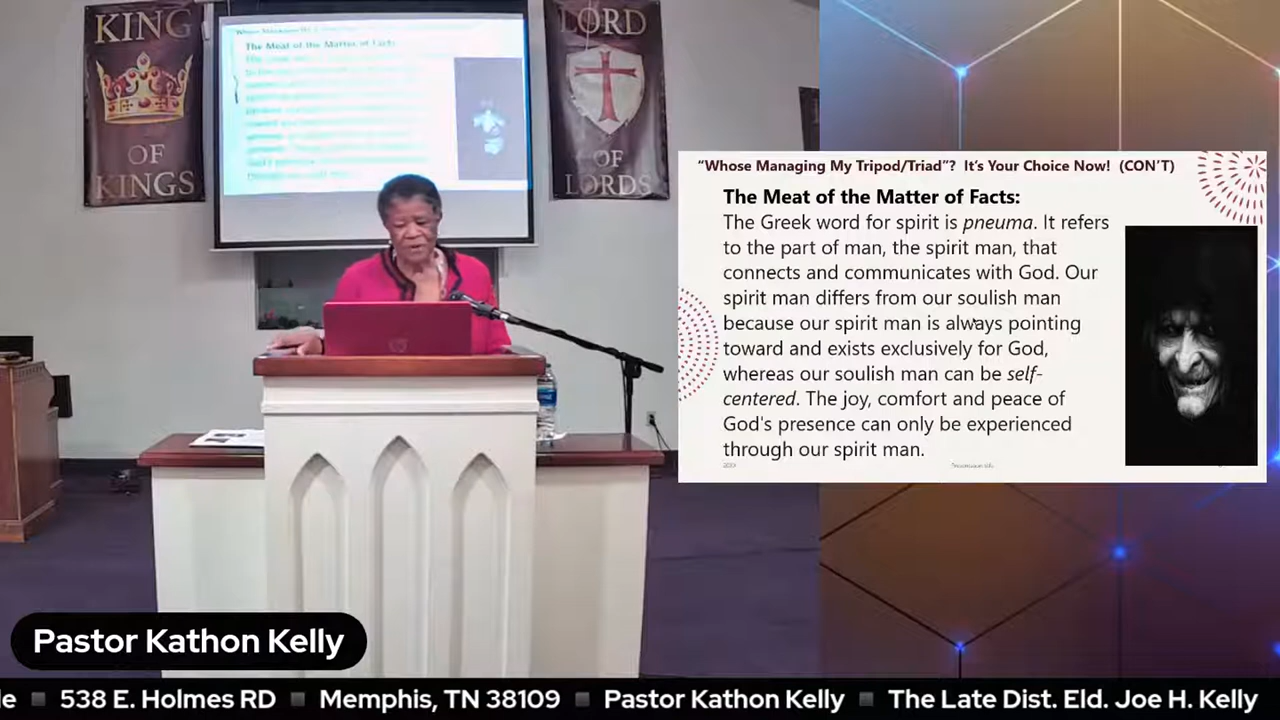 KING
OF
KINGS
LORD
OF
LORDS
The Meat of the Matter of Facts:
"Whose Managing My Tripod/Triad"? It's Your Choice Now! (CON'T)
The Meat of the Matter of Facts:
The Greek word for spirit is pneuma. It refers
to the part of man, the spirit man, that
connects and communicates with God. Our
spirit man differs from our soulish man
because our spirit man is always pointing
toward and exists exclusively for God,
whereas our soulish man can be self-
centered. The joy, comfort and peace of
God's presence can only be experienced
through our spirit man.
Pastor Kathon Kelly
538 E. Holmes RD ▪ Memphis, TN 38109 ▪ Pastor Kathon Kelly ▪ The Late Dist. Eld. Joe H. Kelly